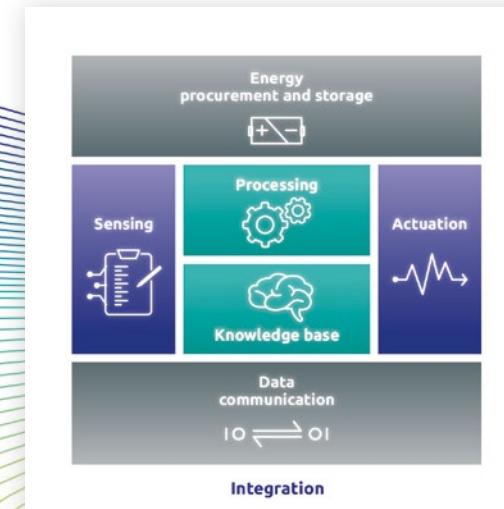 Energy
procurement and storage
+ −
Processing
Sensing
Actuation
Knowledge base
Data
communication
IO OI
Integration